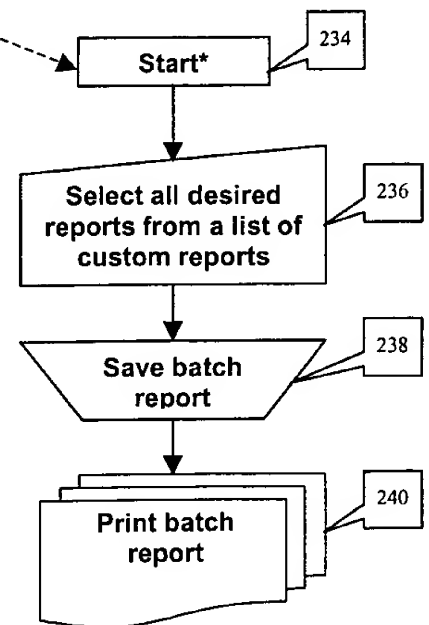 234
Start*
236
Select all desired
reports from a list of
custom reports
238
Save batch
report
240
Print batch
report